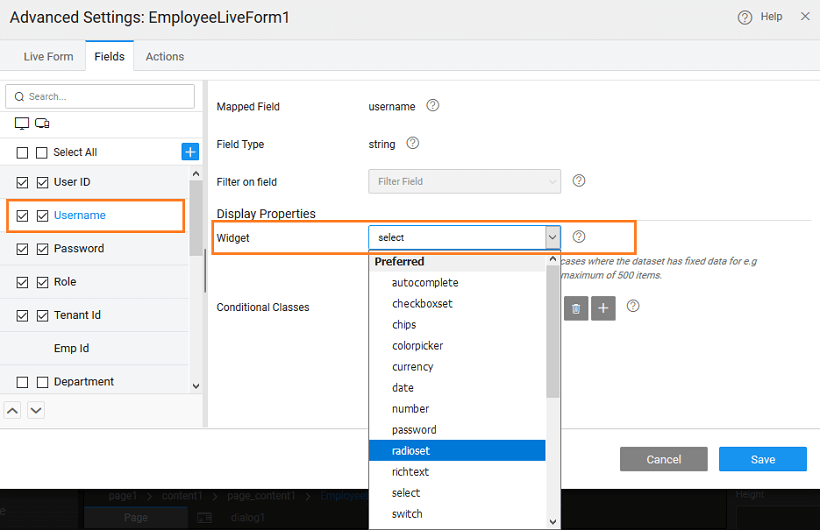 Advanced Settings: EmployeeLiveForm1
Help
Live Form
Fields
Actions
Search...
Select All
User ID
Username
Password
Role
Tenant Id
Emp Id
Department
Mapped Field
username
Field Type
string
Filter on field
Filter Field
Display Properties
Widget
select
cases where the dataset has fixed data for e.g
maximum of 500 items.
Conditional Classes
Preferred
autocomplete
checkboxset
chips
colorpicker
currency
date
number
password
radioset
richtext
select
switch
Cancel
Save
page1
content1
page_content1
Page
dialog1
Height